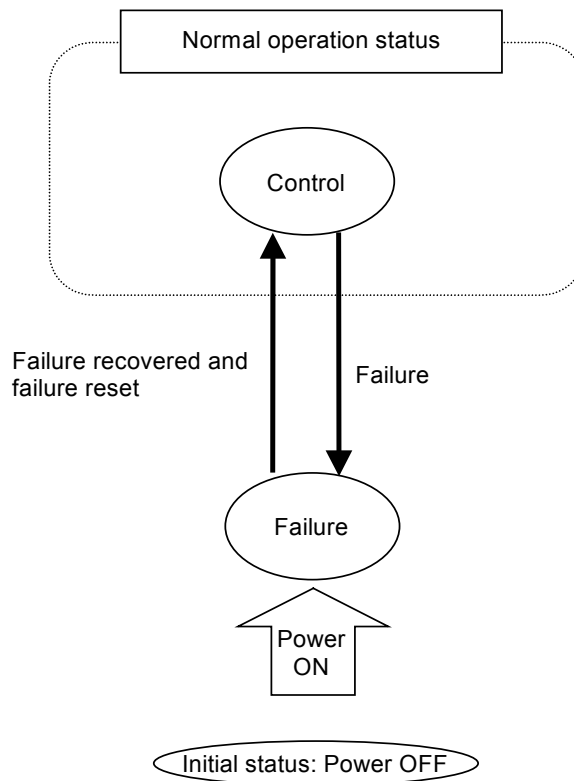 Normal operation status
Control
Failure recovered and
failure reset
Failure
Failure
Power
ON
Initial status: Power OFF